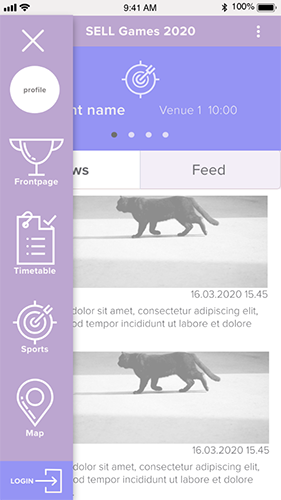 9:41 AM
100%
SELL Games 2020
profile
nt name
Venue 1 10:00
Frontpage
ws
Feed
16.03.2020 15.45
Timetable
dolor sit amet, consectetur adipiscing elit,
od tempor incididunt ut labore et dolore
Sports
Map
16.03.2020 15.45
dolor sit amet, consectetur adipiscing elit,
od tempor incididunt ut labore et dolore
LOGIN